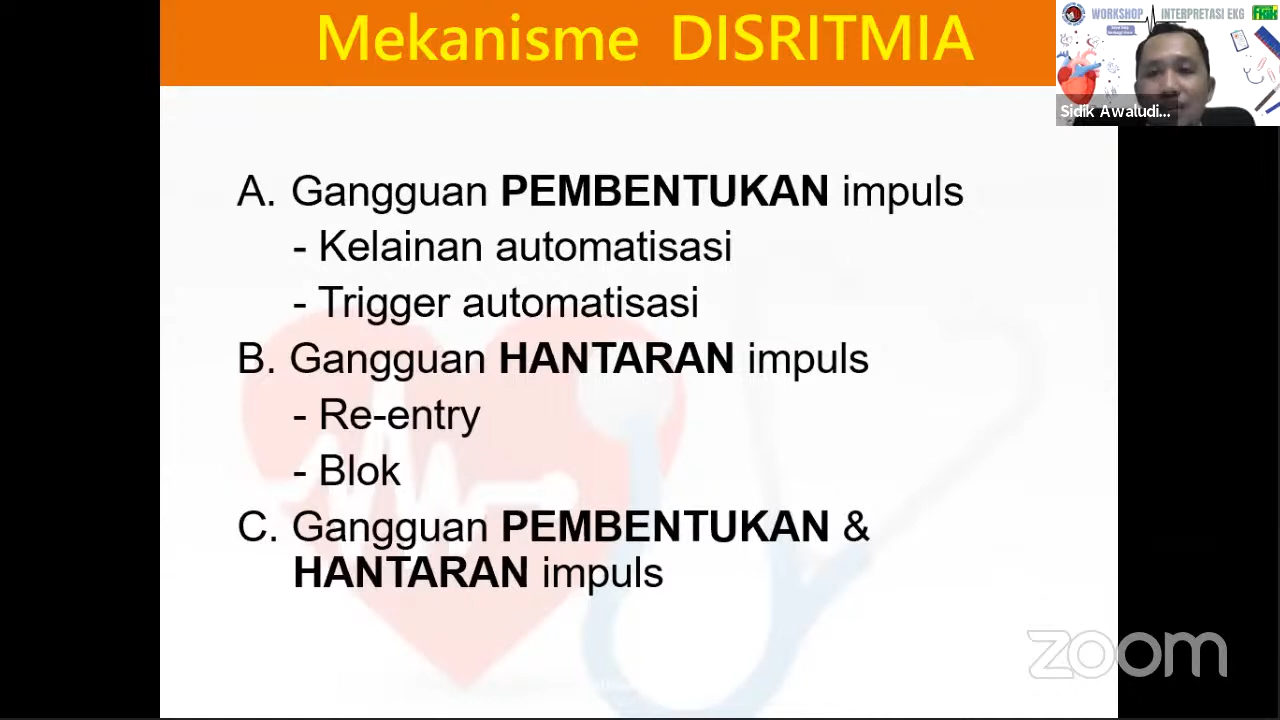 Mekanisme DISRITMIA
WORKSHOP INTERPRETASI EKG
Sidik Awaludi...
A. Gangguan PEMBENTUKAN impuls
- Kelainan automatisasi
- Trigger automatisasi
B. Gangguan HANTARAN impuls
- Re-entry
- Blok
C. Gangguan PEMBENTUKAN &
HANTARAN impuls
zoom